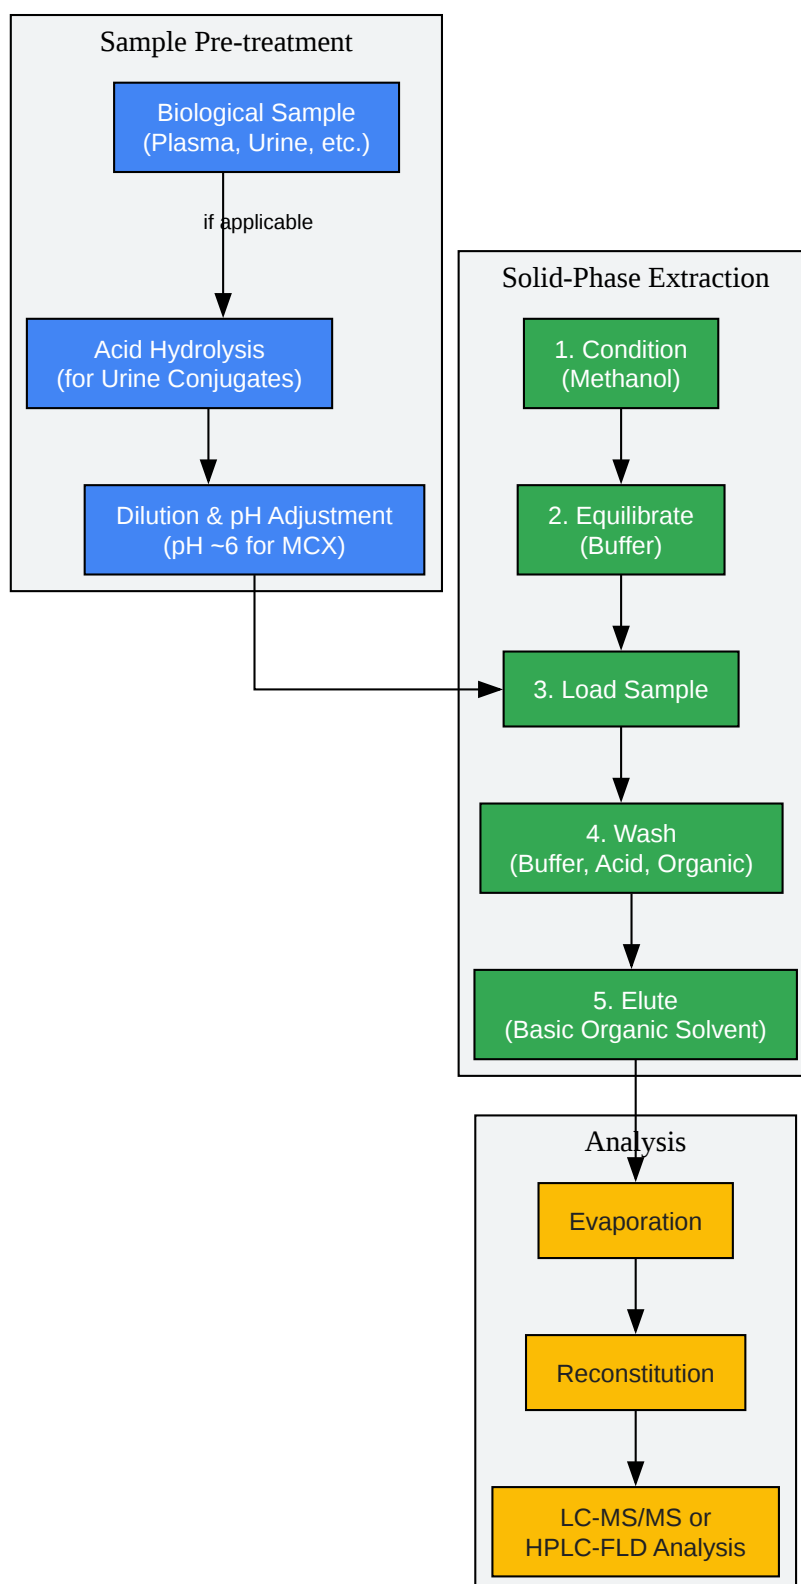 Sample Pre-treatment
Biological Sample
(Plasma, Urine, etc.)
if applicable
Acid Hydrolysis
(for Urine Conjugates)
Dilution & pH Adjustment
(pH ~6 for MCX)
Solid-Phase Extraction
1. Condition
(Methanol)
2. Equilibrate
(Buffer)
3. Load Sample
4. Wash
(Buffer, Acid, Organic)
5. Elute
(Basic Organic Solvent)
Analysis
Evaporation
Reconstitution
LC-MS/MS or
HPLC-FLD Analysis